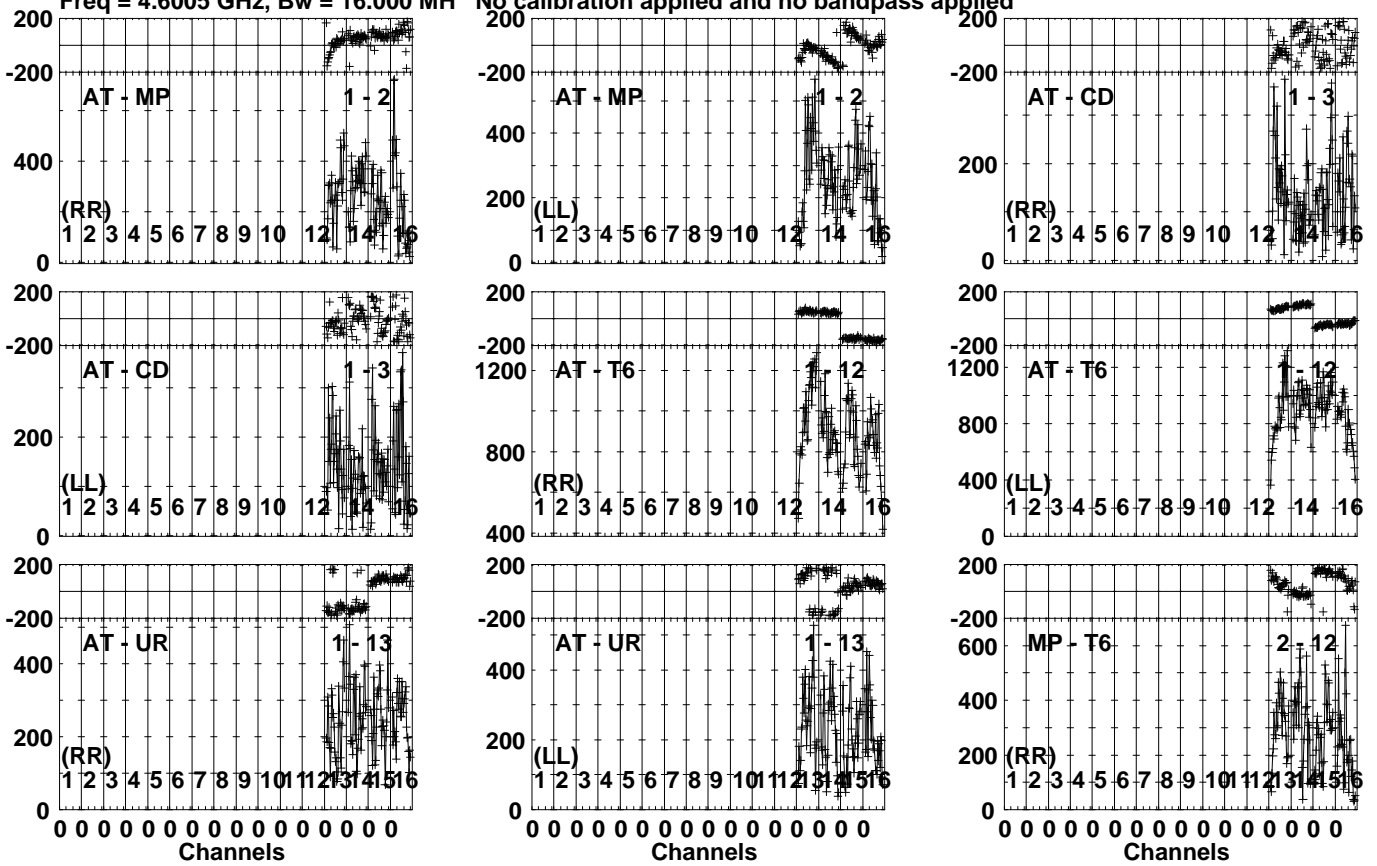 Freq = 4.6005 GHz, Bw = 16.000 MH No calibration applied and no bandpass applied
200 200 200
-200 -200 -200
AT - MP 1 - 2 AT - MP 1 - 2 AT - CD 1 - 3
400 400 200
200
(RR) (LL) (RR)
1 2 3 4 5 6 7 8 9 10 12 14 16 1 2 3 4 5 6 7 8 9 10 12 14 16 1 2 3 4 5 6 7 8 9 10 12 14 16
0 0 0
200 200 200
-200 -200 -200
AT - CD 1 - 3 AT - T6 1 - 12 AT - T6 1 - 12
200 1200 1200
800 800
400
(LL) (RR) (LL)
1 2 3 4 5 6 7 8 9 10 12 14 16 1 2 3 4 5 6 7 8 9 10 12 14 16 1 2 3 4 5 6 7 8 9 10 12 14 16
0 400 0
200 200 200
-200 -200 -200
AT - UR 1 - 13 AT - UR 1 - 13 MP - T6 2 - 12
400 400 600
400
200 200 200
(RR) (LL) (RR)
1 2 3 4 5 6 7 8 9 10 11 12 13 14 15 16 1 2 3 4 5 6 7 8 9 10 11 12 13 14 15 16 1 2 3 4 5 6 7 8 9 10 11 12 13 14 15 16
0 0 0
0 0 0 0 0 0 0 0 0 0 0 0 0 0 0 0 0 0 0 0 0 0 0 0 0 0 0 0 0 0 0 0 0 0 0 0 0 0 0 0 0 0 0 0 0 0 0 0
Channels Channels Channels